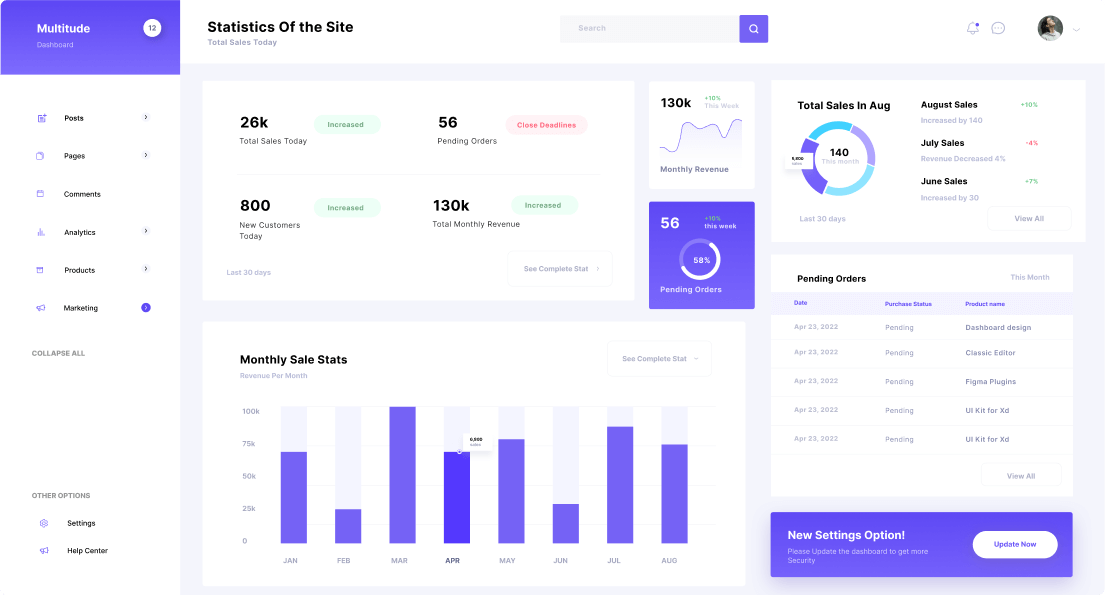 Multitude
12
Dashboard
Posts
Pages
Comments
Analytics
Products
Marketing
COLLAPSE ALL
OTHER OPTIONS
Settings
Help Center
Statistics Of the Site
Total Sales Today
Search
26k
Increased
Total Sales Today
56
Close Deadlines
Pending Orders
800
Increased
New Customers
Today
130k
Increased
Total Monthly Revenue
Last 30 days
See Complete Stat
130k
+10%
This Week
Monthly Revenue
56
+10%
this week
58%
Pending Orders
Total Sales In Aug
140
This month
Last 30 days
August Sales
+10%
Increased by 140
July Sales
-4%
Revenue Decreased 4%
June Sales
+7%
Increased by 30
View All
Monthly Sale Stats
Revenue Per Month
See Complete Stat
100k
75k
50k
25k
0
JAN FEB MAR APR MAY JUN JUL AUG
Pending Orders
This Month
Date Purchase Status Product name
Apr 23, 2022 Pending Dashboard design
Apr 23, 2022 Pending Classic Editor
Apr 23, 2022 Pending Figma Plugins
Apr 23, 2022 Pending UI Kit for Xd
Apr 23, 2022 Pending UI Kit for Xd
View All
New Settings Option!
Please Update the dashboard to get more
Security
Update Now